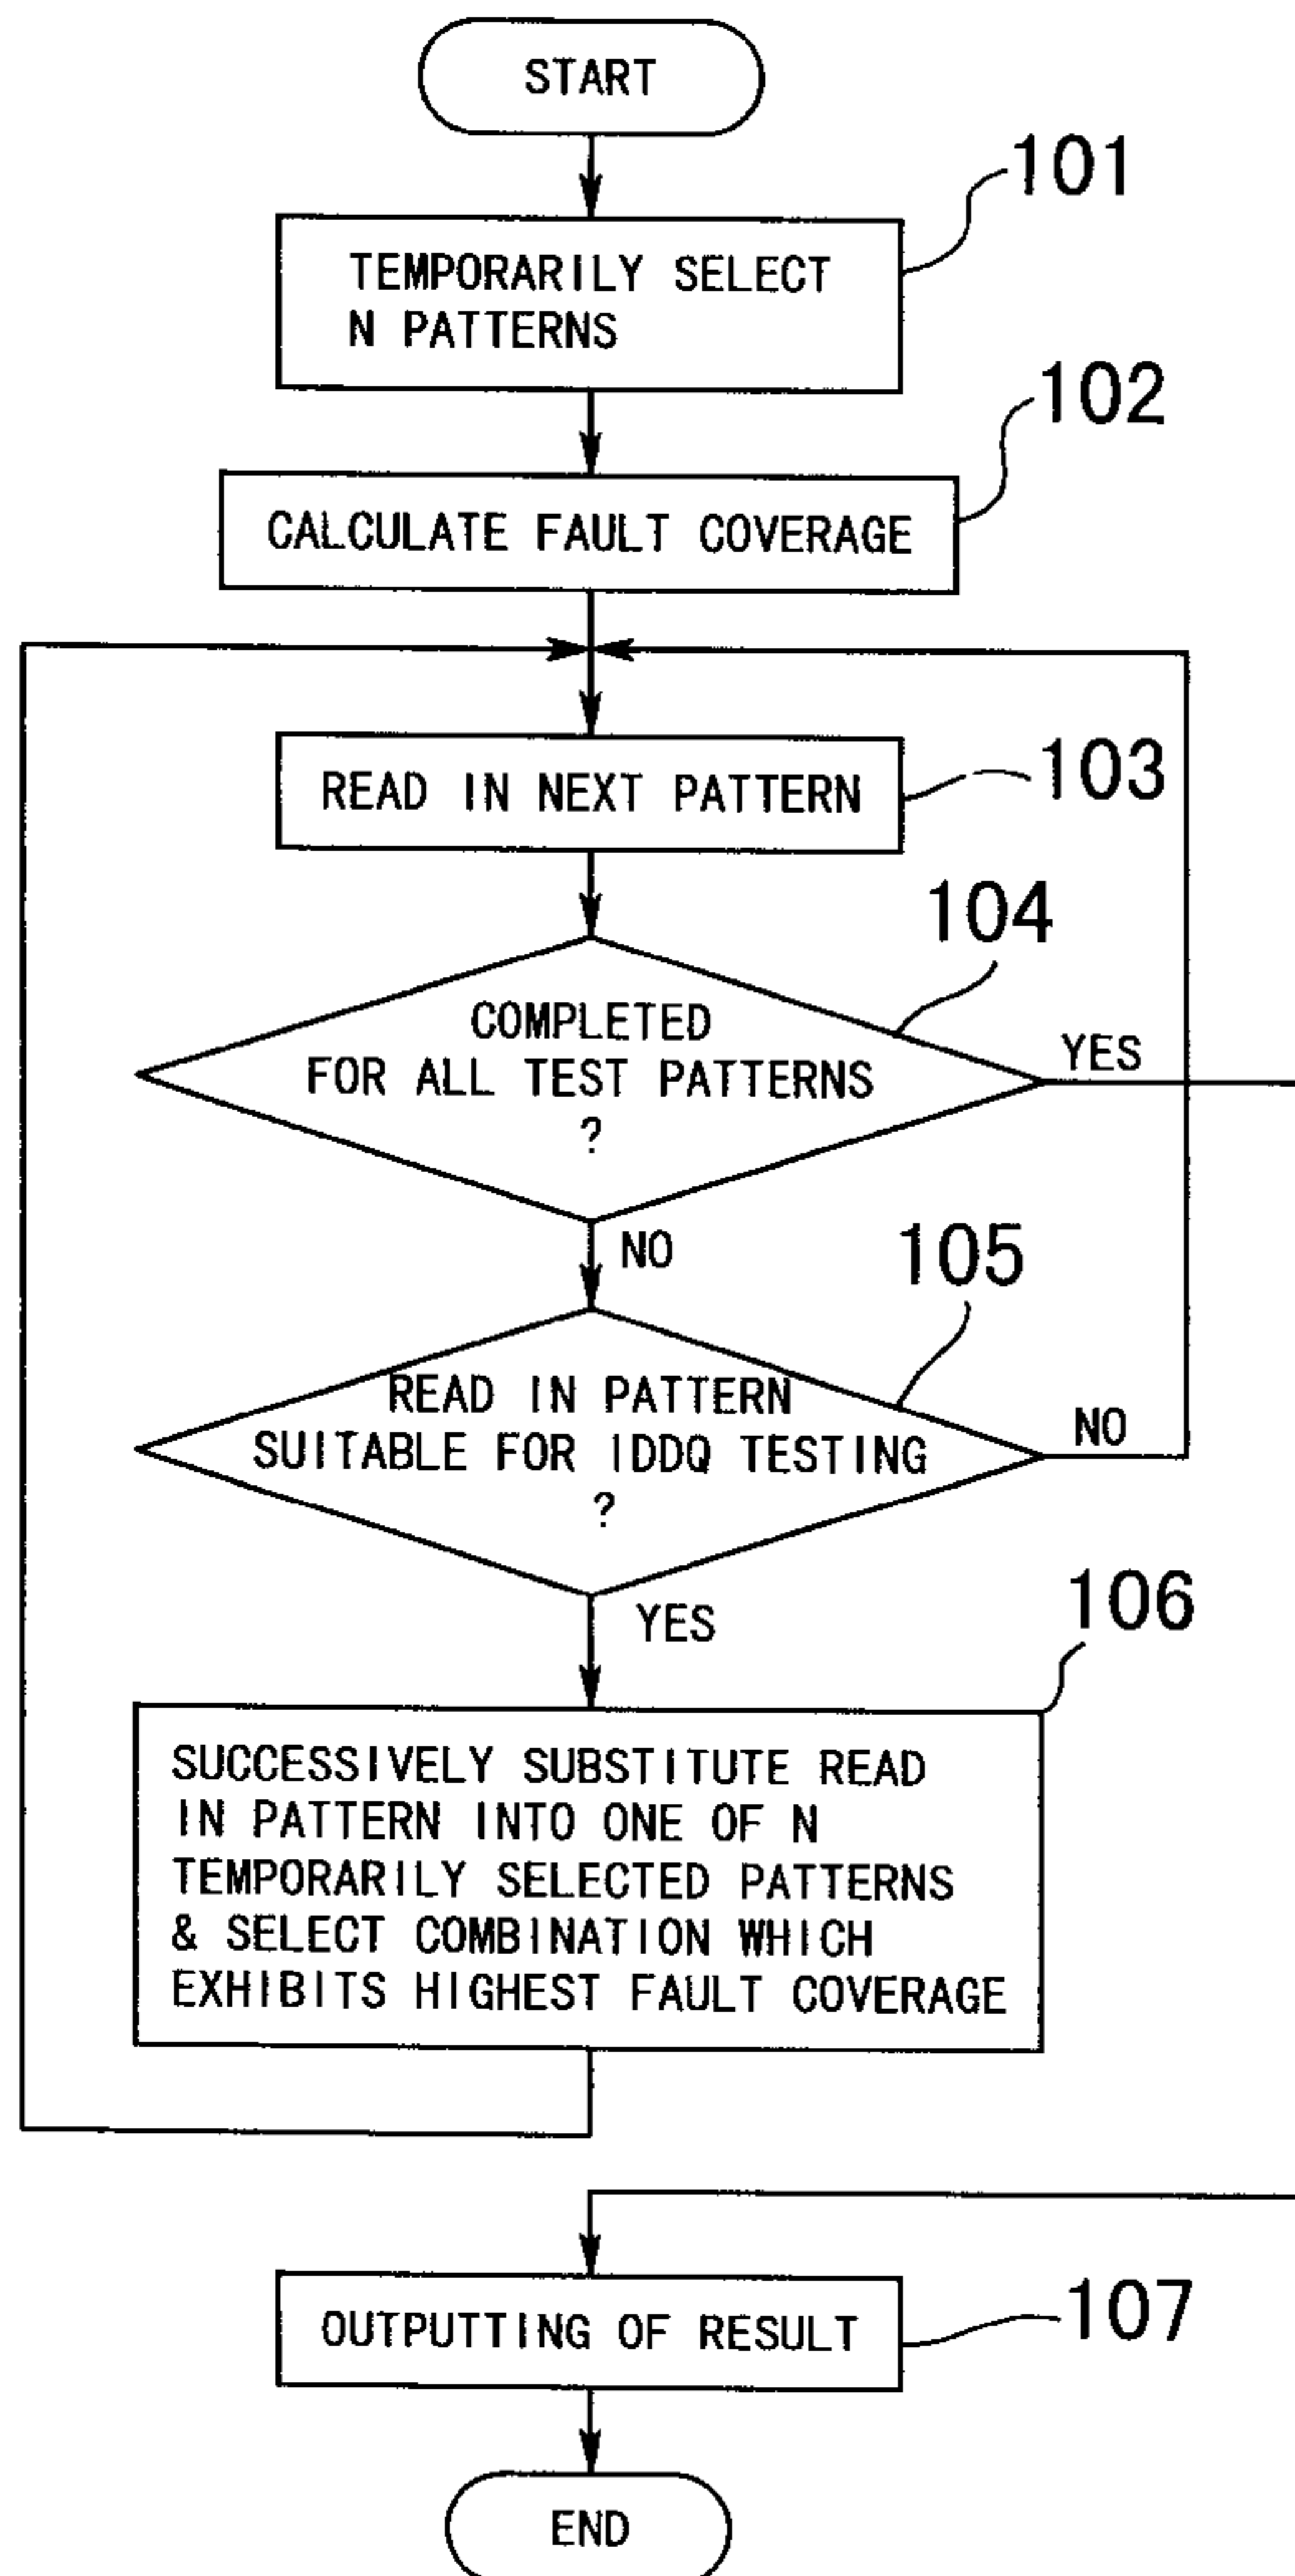 START
101
TEMPORARILY SELECT
N PATTERNS
102
CALCULATE FAULT COVERAGE
READ IN NEXT PATTERN
103
104
COMPLETED
FOR ALL TEST PATTERNS
?
YES
NO
105
READ IN PATTERN
SUITABLE FOR IDDQ TESTING
?
NO
YES
106
SUCCESSIVELY SUBSTITUTE READ
IN PATTERN INTO ONE OF N
TEMPORARILY SELECTED PATTERNS
& SELECT COMBINATION WHICH
EXHIBITS HIGHEST FAULT COVERAGE
OUTPUTTING OF RESULT
107
END